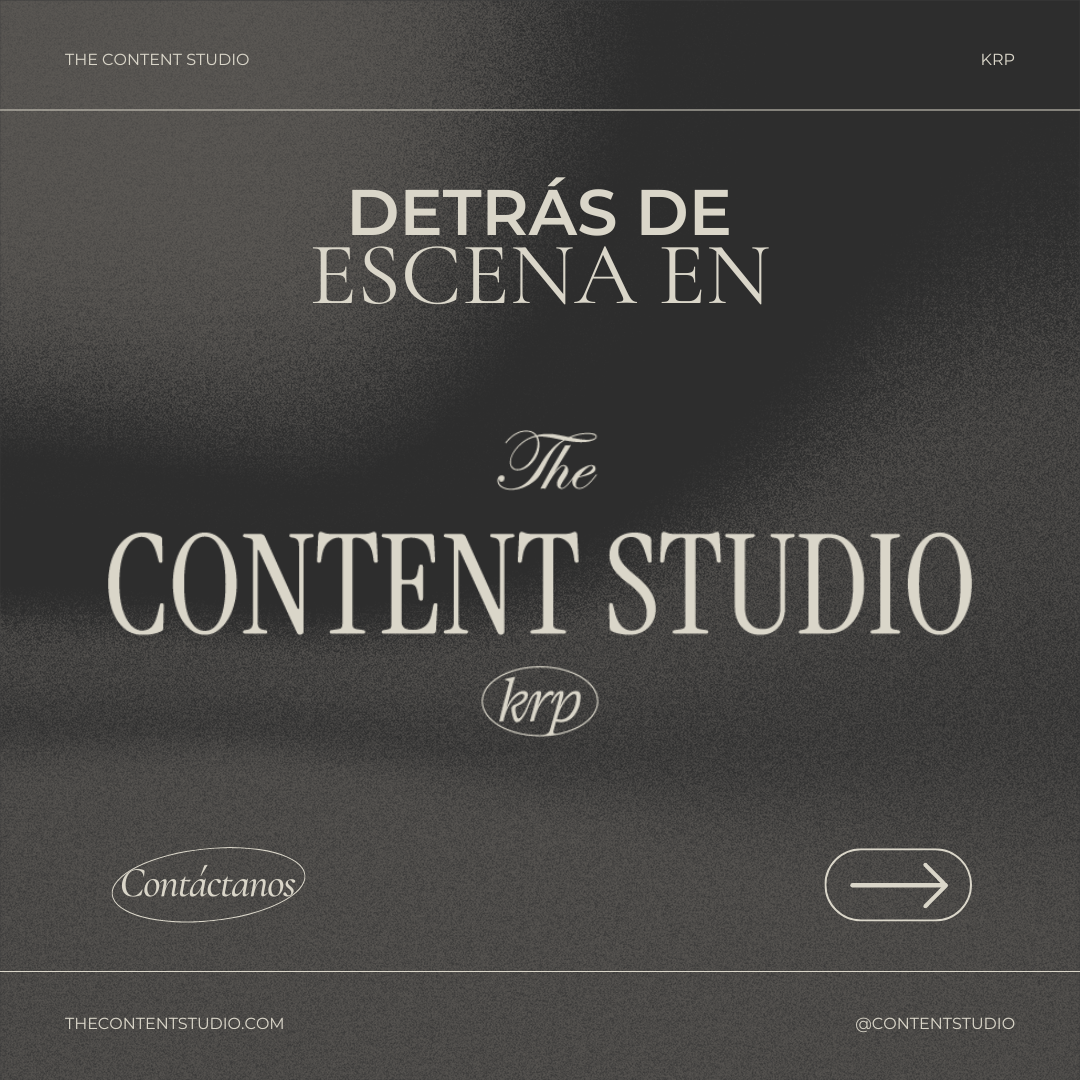 THE CONTENT STUDIO
KRP
DETRÁS DE
ESCENA EN
The
CONTENT STUDIO
krp
Contáctanos
THECONTENTSTUDIO.COM
@CONTENTSTUDIO